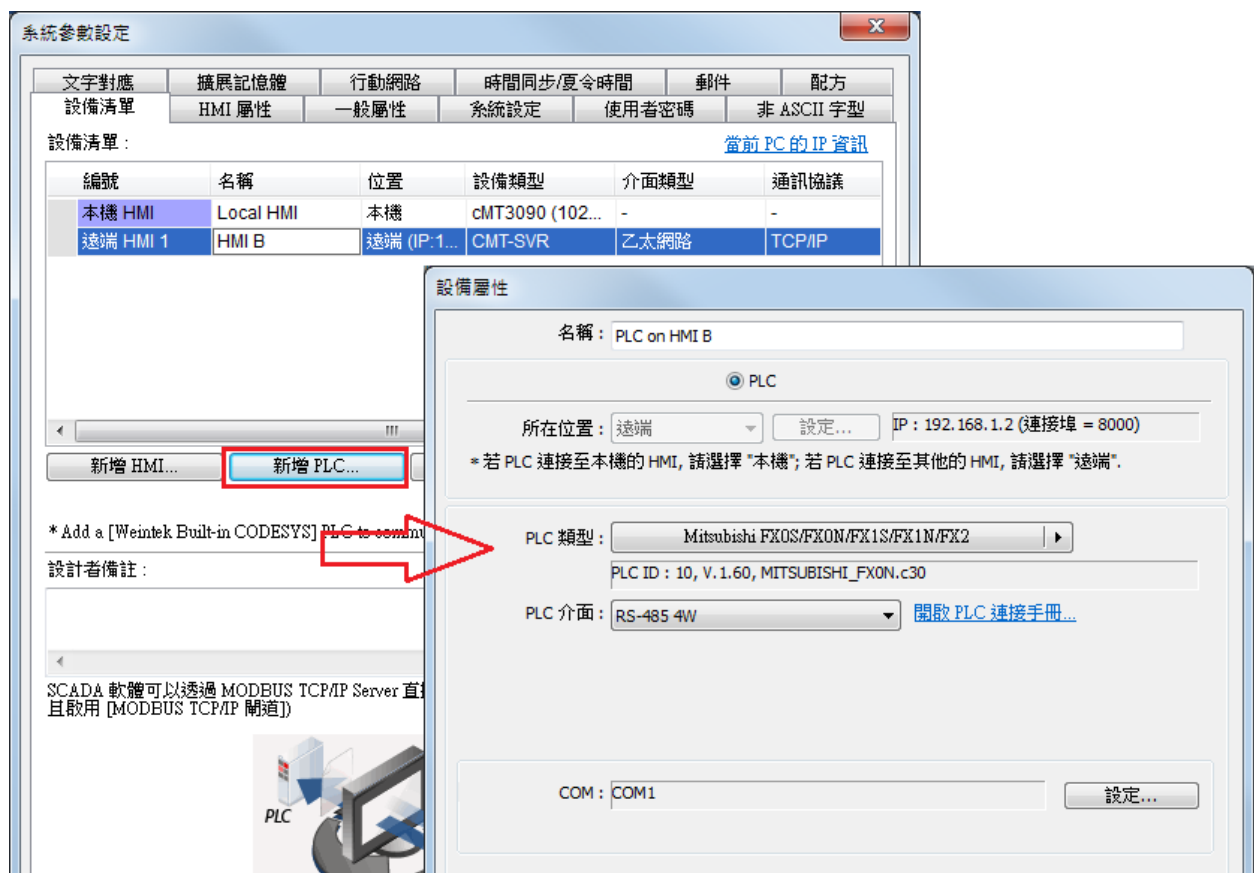 系統參數設定
文字對應 擴展記憶體 行動網路 時間同步/夏令時間 郵件 配方
設備清單 HMI 屬性 一般屬性 系統設定 使用者密碼 非 ASCII 字型
設備清單 : 當前 PC 的 IP 資訊
編號 名稱 位置 設備類型 介面類型 通訊協議
本機 HMI Local HMI 本機 cMT3090 (102... - -
遠端 HMI 1 HMI B 遠端 (IP:1... CMT-SVR 乙太網路 TCP/IP
新增 HMI... 新增 PLC...
* Add a [Weintek Built-in CODESYS] PLC to commu
設計者備註 :
SCADA 軟體可以透過 MODBUS TCP/IP Server 直
且啟用 [MODBUS TCP/IP 閘道])
PLC
設備屬性
名稱 : PLC on HMI B
PLC
所在位置 : 遠端 設定... IP : 192.168.1.2 (連接埠 = 8000)
* 若 PLC 連接至本機的 HMI, 請選擇 "本機"; 若 PLC 連接至其他的 HMI, 請選擇 "遠端".
PLC 類型 : Mitsubishi FX0S/FX0N/FX1S/FX1N/FX2
PLC ID : 10, V.1.60, MITSUBISHI_FX0N.c30
PLC 介面 : RS-485 4W 開啟 PLC 連接手冊...
COM : COM1 設定...